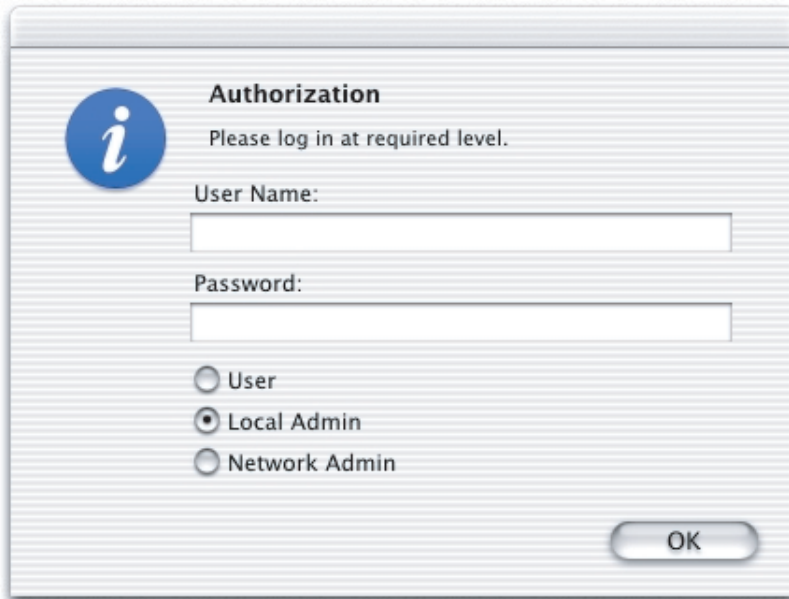 Authorization
Please log in at required level.
User Name:
Password:
User
Local Admin
Network Admin
OK